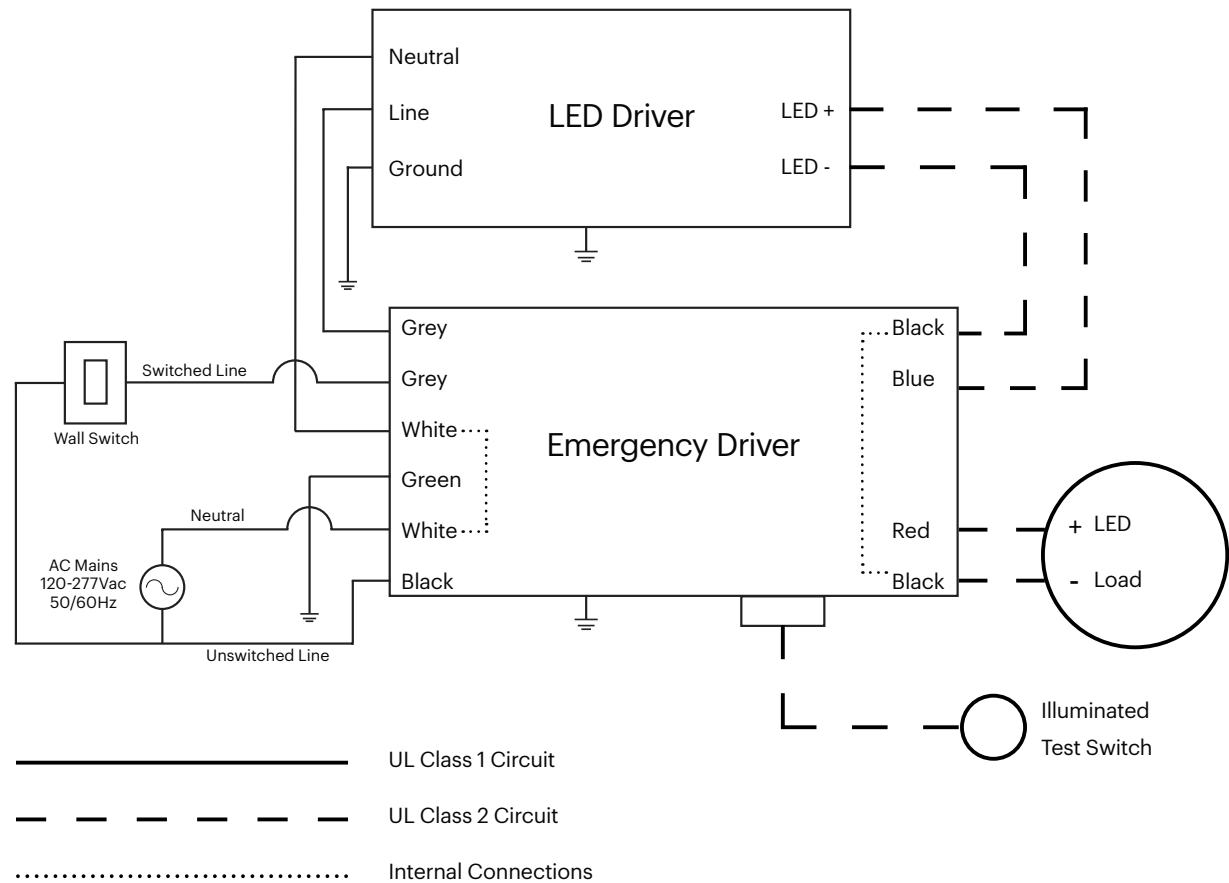 Neutral
Line
Ground
LED Driver
LED +
LED -
Grey
Grey
White
Green
White
Black
Emergency Driver
Black
Blue
Red
Black
Switched Line
Wall Switch
Neutral
AC Mains
120-277Vac
50/60Hz
Unswitched Line
+ LED
- Load
Illuminated
Test Switch
UL Class 1 Circuit
UL Class 2 Circuit
Internal Connections